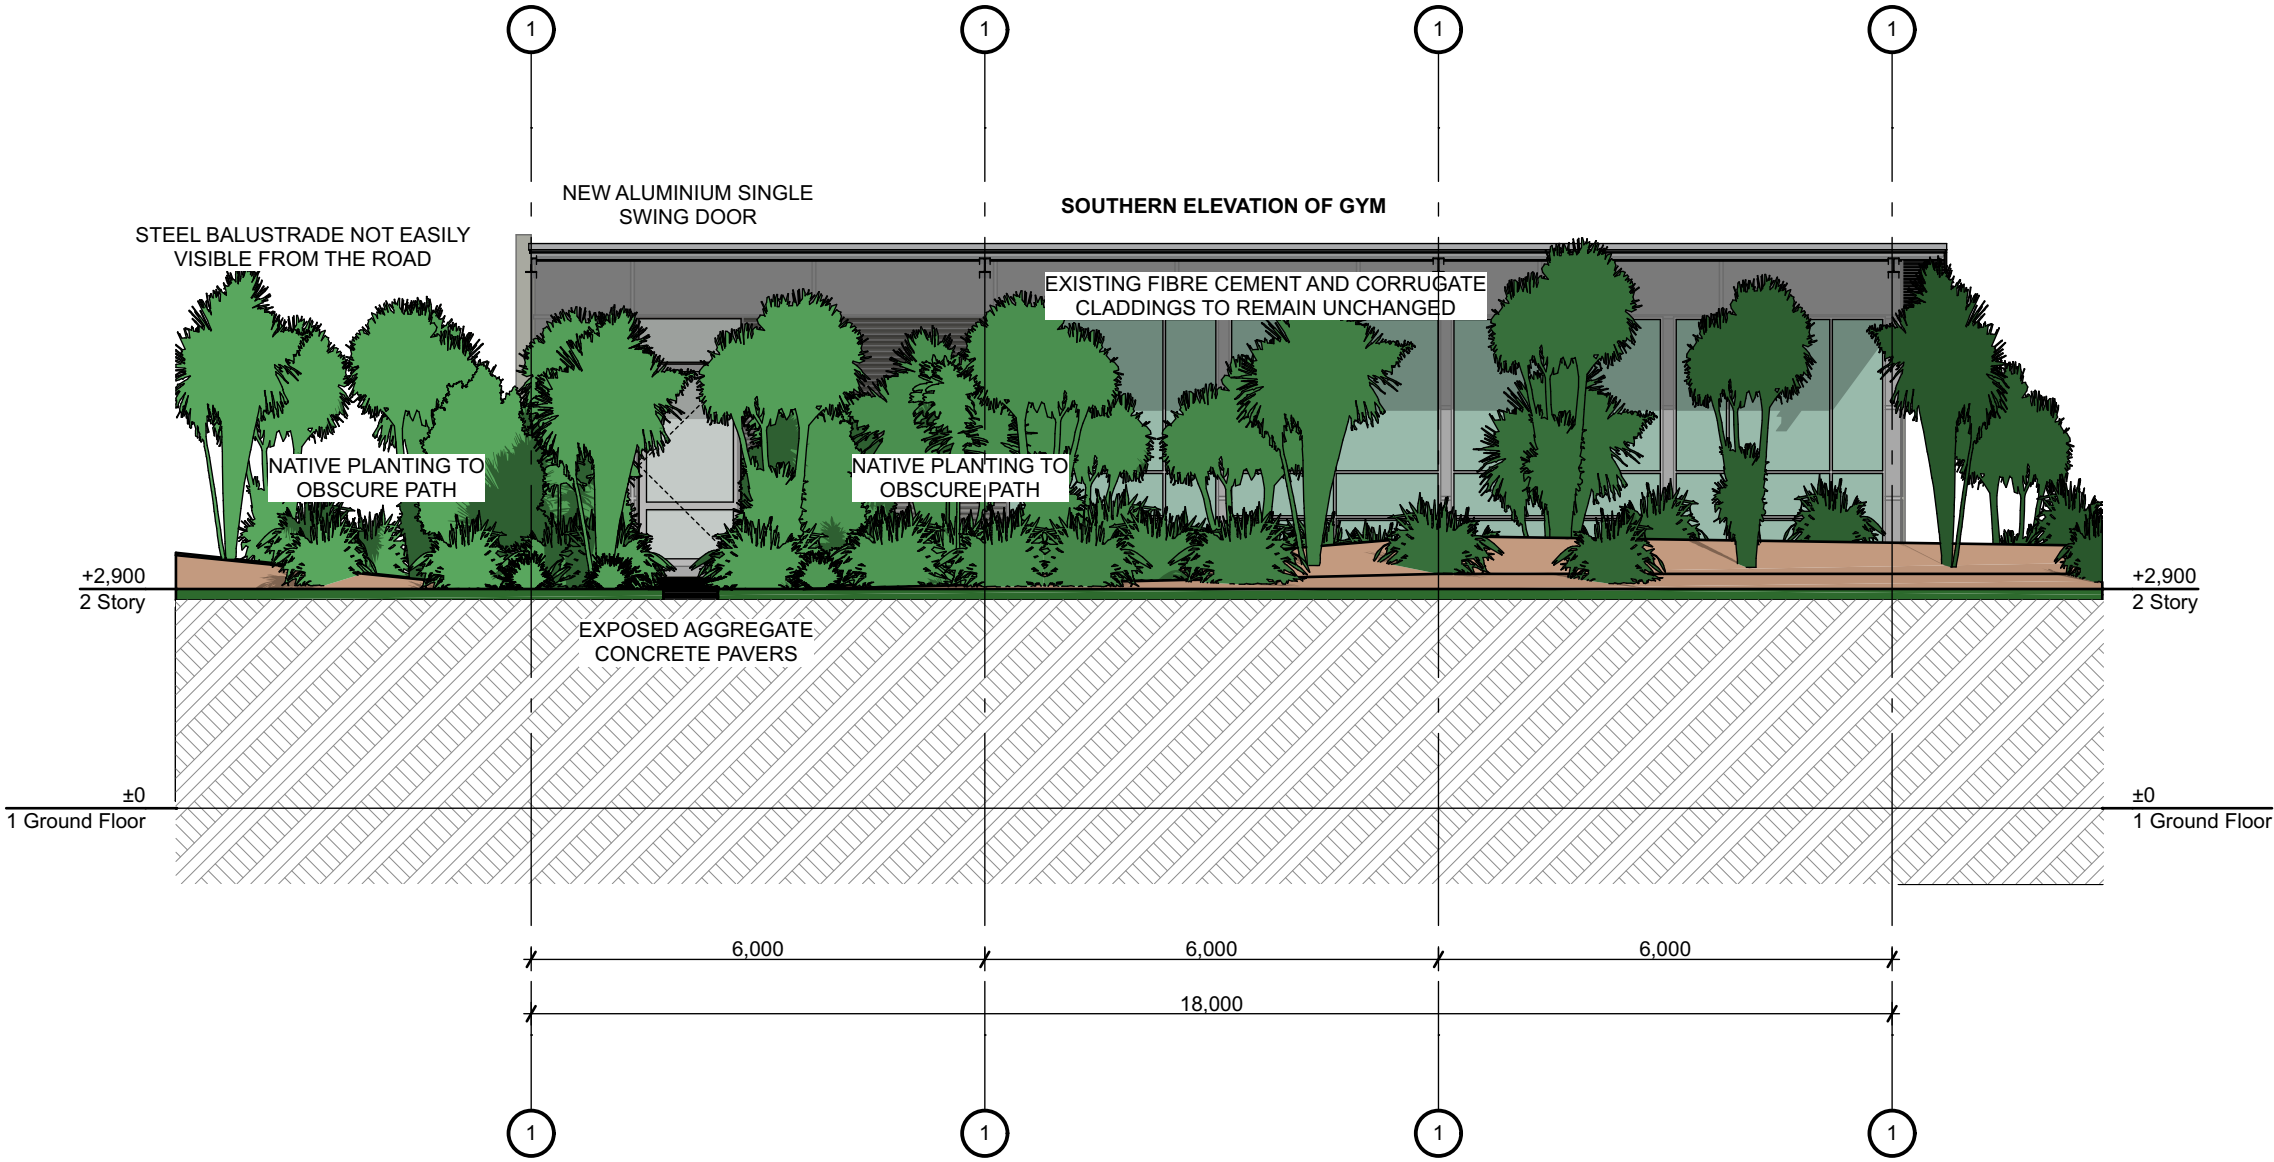 1
1
1
1
NEW ALUMINIUM SINGLE
SWING DOOR
SOUTHERN ELEVATION OF GYM
STEEL BALUSTRADE NOT EASILY
VISIBLE FROM THE ROAD
EXISTING FIBRE CEMENT AND CORRUGATE
CLADDINGS TO REMAIN UNCHANGED
NATIVE PLANTING TO
OBSCURE PATH
NATIVE PLANTING TO
OBSCURE PATH
+2,900
2 Story
+2,900
2 Story
EXPOSED AGGREGATE
CONCRETE PAVERS
±0
1 Ground Floor
±0
1 Ground Floor
6,000
6,000
6,000
18,000
1
1
1
1